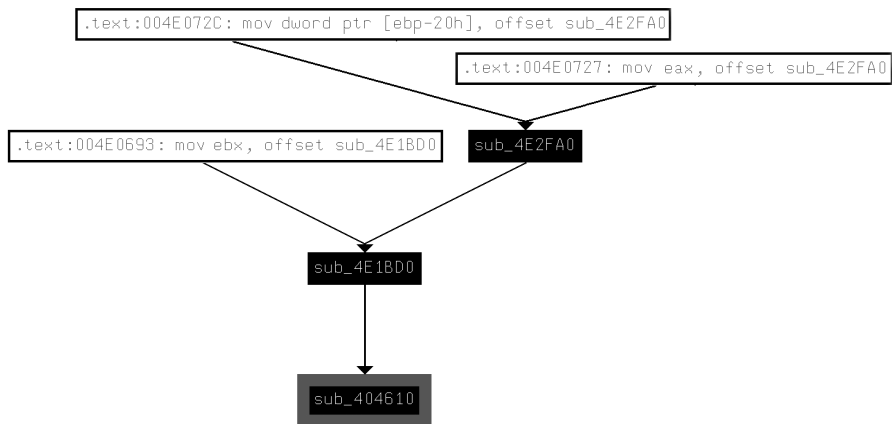 .text:004E072C: mov dword ptr [ebp-20h], offset sub_4E2FA0
.text:004E0727: mov eax, offset sub_4E2FA0
.text:004E0693: mov ebx, offset sub_4E1BD0
sub_4E2FA0
sub_4E1BD0
sub_404610